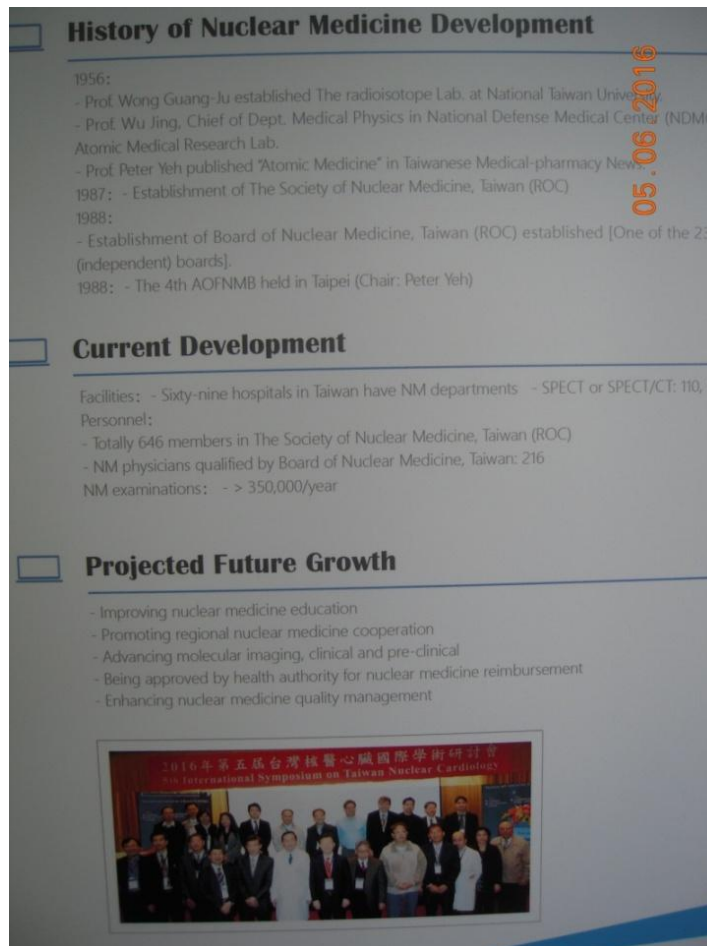 History of Nuclear Medicine Development
1956:
- Prof. Wong Guang-Ju established The radioisotope Lab. at National Taiwan University.
- Prof. Wu Jing, Chief of Dept. Medical Physics in National Defense Medical Center (NDM
Atomic Medical Research Lab.
- Prof. Peter Yeh published "Atomic Medicine" in Taiwanese Medical-pharmacy News.
1987: - Establishment of The Society of Nuclear Medicine, Taiwan (ROC)
1988:
- Establishment of Board of Nuclear Medicine, Taiwan (ROC) established [One of the 23
(independent) boards].
1988: - The 4th AOFNMB held in Taipei (Chair: Peter Yeh)
05.06.2016
Current Development
Facilities: - Sixty-nine hospitals in Taiwan have NM departments - SPECT or SPECT/CT: 110,
Personnel:
- Totally 646 members in The Society of Nuclear Medicine, Taiwan (ROC)
- NM physicians qualified by Board of Nuclear Medicine, Taiwan: 216
NM examinations: - > 350,000/year
Projected Future Growth
- Improving nuclear medicine education
- Promoting regional nuclear medicine cooperation
- Advancing molecular imaging, clinical and pre-clinical
- Being approved by health authority for nuclear medicine reimbursement
- Enhancing nuclear medicine quality management
2016年第五屆台灣核醫心臟國際學術研討會
5th International Symposium on Taiwan Nuclear Cardiology